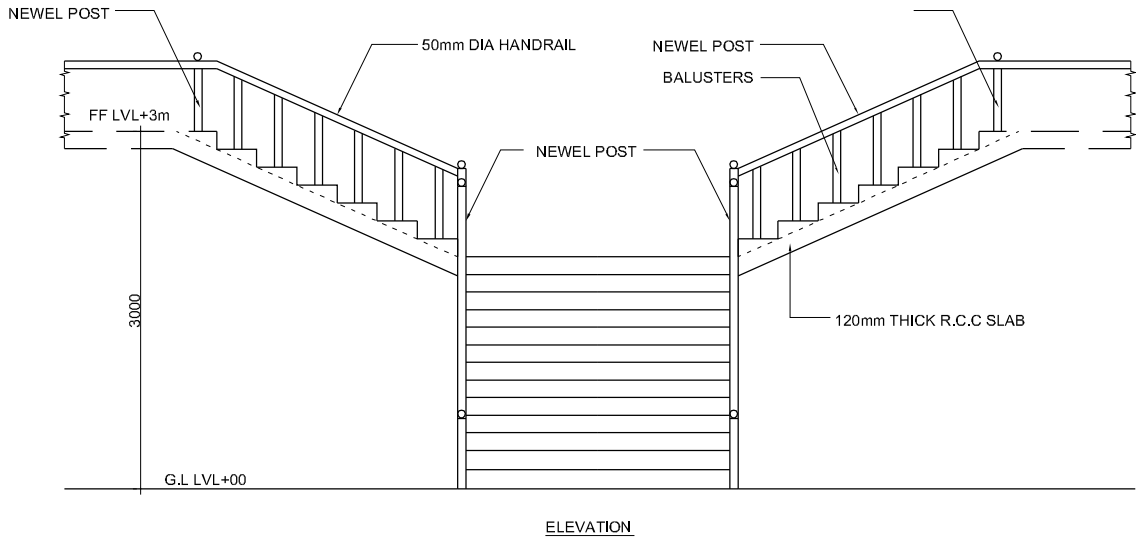 NEWEL POST
50mm DIA HANDRAIL
NEWEL POST
BALUSTERS
FF LVL+3m
NEWEL POST
3000
120mm THICK R.C.C SLAB
G.L LVL+00
ELEVATION